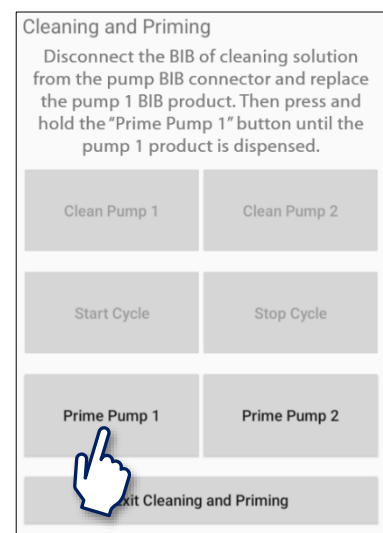 Cleaning and Priming
Disconnect the BIB of cleaning solution
from the pump BIB connector and replace
the pump 1 BIB product. Then press and
hold the "Prime Pump 1" button until the
pump 1 product is dispensed.
Clean Pump 1 Clean Pump 2
Start Cycle Stop Cycle
Prime Pump 1 Prime Pump 2
xit Cleaning and Priming